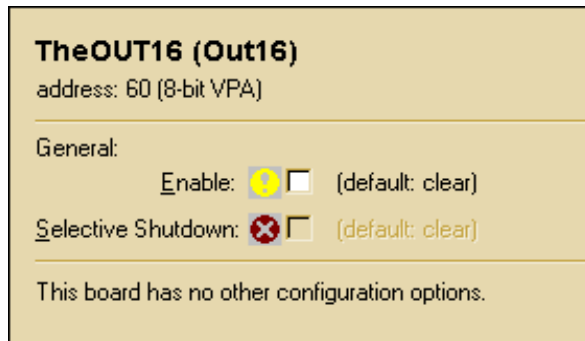 TheOUT16 (Out16)
address: 60 (8-bit VPA)
General:
Enable: (default: clear)
Selective Shutdown: (default: clear)
This board has no other configuration options.